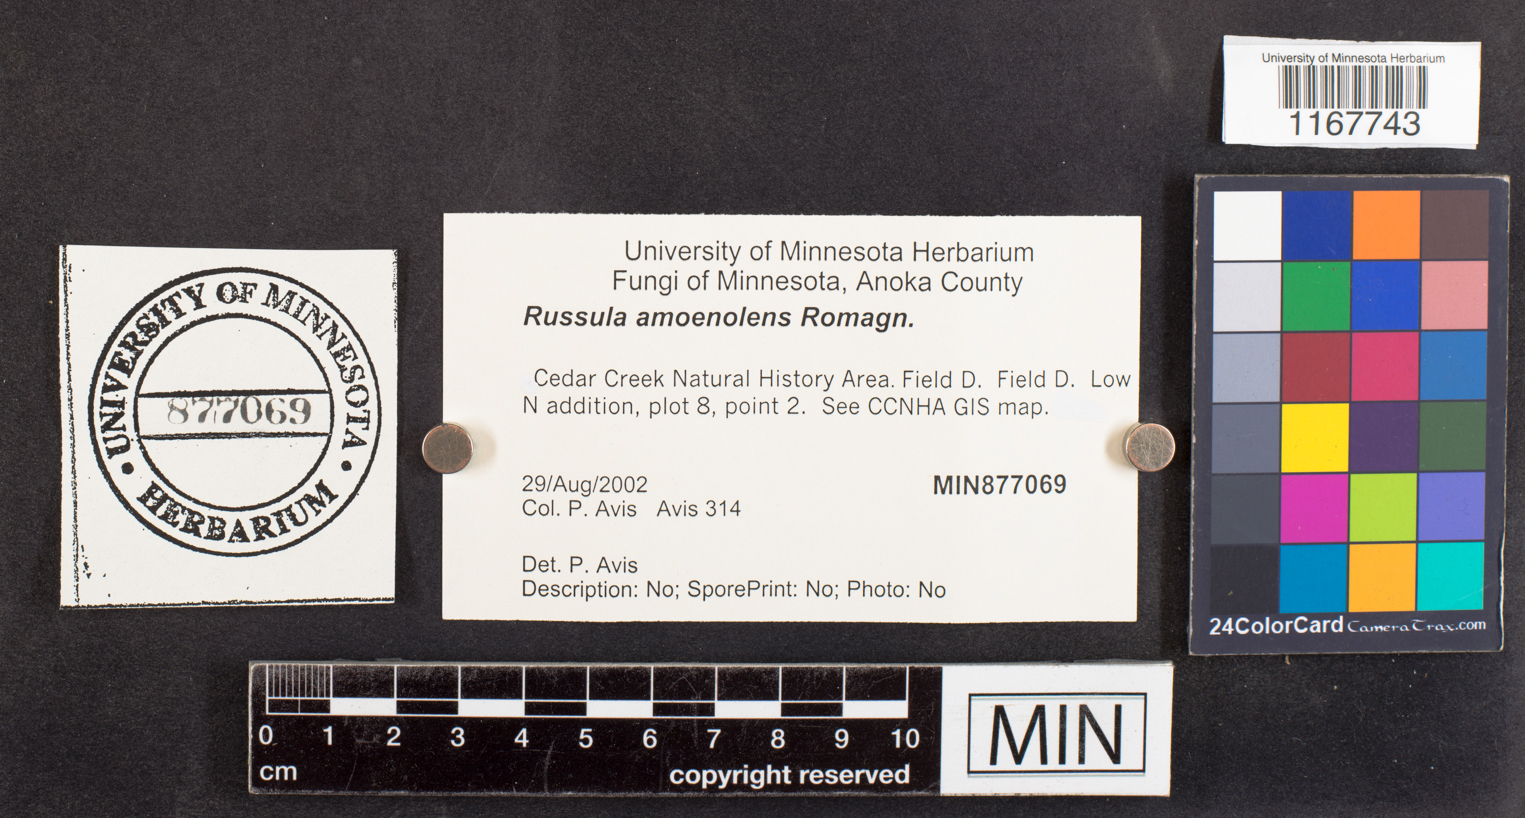 University of Minnesota Herbarium
1167743
UNIVERSITY OF MINNESOTA
877069
• HERBARIUM •
University of Minnesota Herbarium
Fungi of Minnesota, Anoka County
Russula amoenolens Romagn.
Cedar Creek Natural History Area. Field D. Field D. Low
N addition, plot 8, point 2. See CCNHA GIS map.
29/Aug/2002
MIN877069
Col. P. Avis Avis 314
Det. P. Avis
Description: No; SporePrint: No; Photo: No
24ColorCard CameraTrax.com
0 1 2 3 4 5 6 7 8 9 10
cm
copyright reserved
MIN